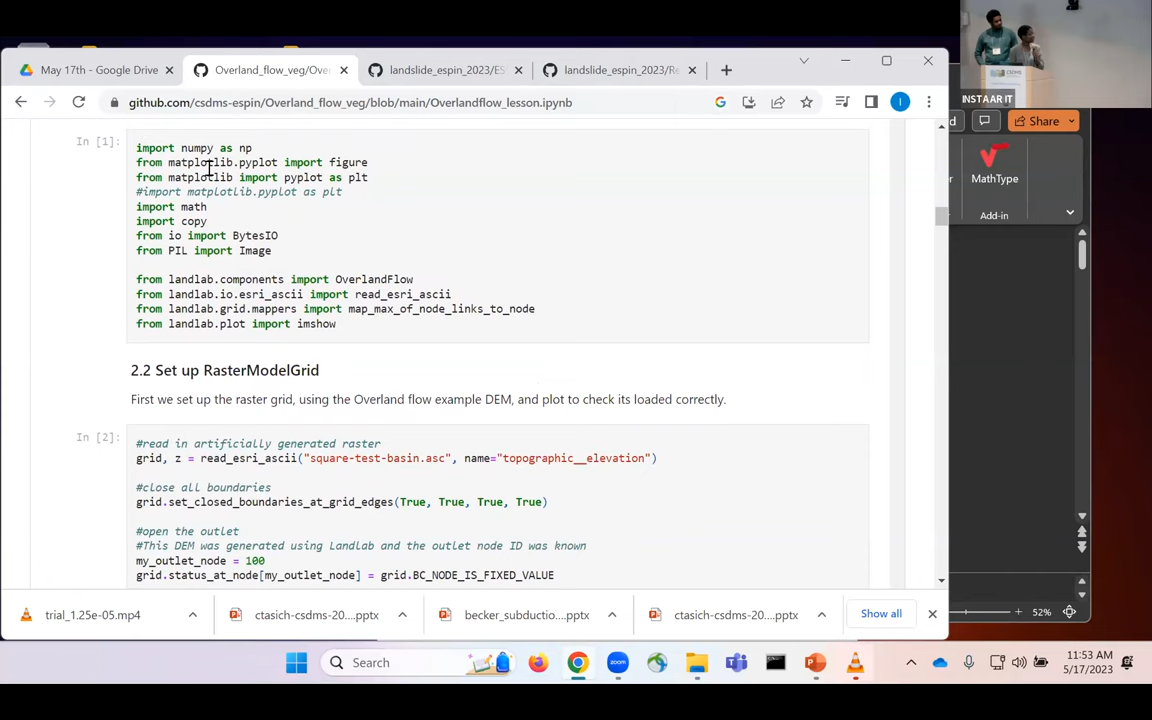 May 17th - Google Drive
Overland_flow_veg/Over
landslide_espin_2023/ES
landslide_espin_2023/Re
github.com/csdms-espin/Overland_flow_veg/blob/main/Overlandflow_lesson.ipynb
I
INSTAAR IT
CSDMS
Share
MathType
Add-in
In [1]:
import numpy as np
from matplotlib.pyplot import figure
from matplotlib import pyplot as plt
#import matplotlib.pyplot as plt
import math
import copy
from io import BytesIO
from PIL import Image
from landlab.components import OverlandFlow
from landlab.io.esri_ascii import read_esri_ascii
from landlab.grid.mappers import map_max_of_node_links_to_node
from landlab.plot import imshow
2.2 Set up RasterModelGrid
First we set up the raster grid, using the Overland flow example DEM, and plot to check its loaded correctly.
In [2]:
#read in artificially generated raster
grid, z = read_esri_ascii("square-test-basin.asc", name="topographic__elevation")
#close all boundaries
grid.set_closed_boundaries_at_grid_edges(True, True, True, True)
#open the outlet
#This DEM was generated using Landlab and the outlet node ID was known
my_outlet_node = 100
grid.status_at_node[my_outlet_node] = grid.BC_NODE_IS_FIXED_VALUE
trial_1.25e-05.mp4
ctasich-csdms-20....pptx
becker_subductio....pptx
ctasich-csdms-20....pptx
Show all
52%
Search
zoom
11:53 AM
5/17/2023